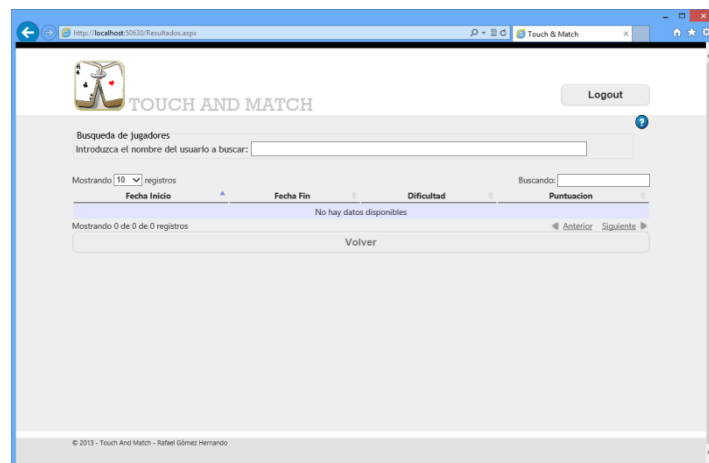 http://localhost:50630/Resultados.aspx
Touch & Match
TOUCH AND MATCH
Logout
Busqueda de jugadores
Introduzca el nombre del usuario a buscar:
Mostrando 10 registros
Buscando:
Fecha Inicio Fecha Fin Dificultad Puntuacion
No hay datos disponibles
Mostrando 0 de 0 de 0 registros
Anterior Siguiente
Volver
© 2013 - Touch And Match - Rafael Gómez Hernando